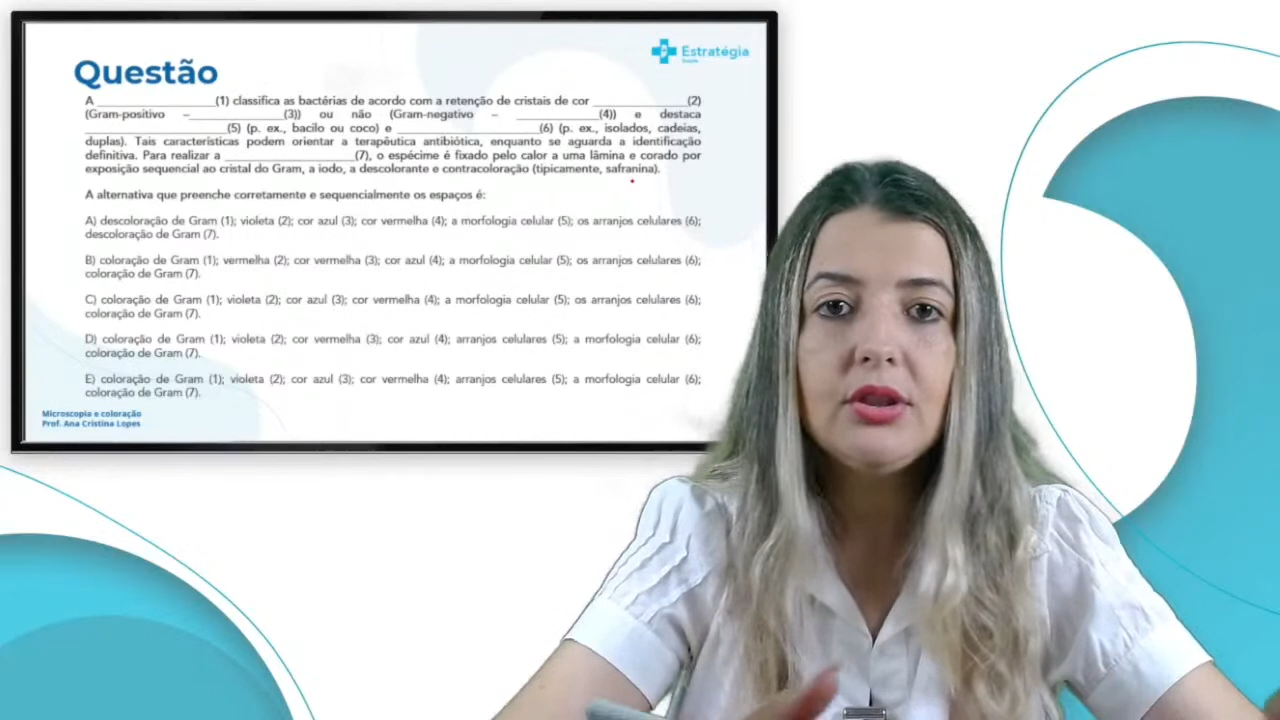 Questão
Estratégia
Saúde
A __________________(1) classifica as bactérias de acordo com a retenção de cristais de cor ______________(2)
(Gram-positivo –______________(3)) ou não (Gram-negativo – ____________(4)) e destaca
_____________________(5) (p. ex., bacilo ou coco) e _____________________(6) (p. ex., isolados, cadeias,
duplas). Tais características podem orientar a terapêutica antibiótica, enquanto se aguarda a identificação
definitiva. Para realizar a ___________________(7), o espécime é fixado pelo calor a uma lâmina e corado por
exposição sequencial ao cristal do Gram, a iodo, a descolorante e contracoloração (tipicamente, safranina).
A alternativa que preenche corretamente e sequencialmente os espaços é:
A) descoloração de Gram (1); violeta (2); cor azul (3); cor vermelha (4); a morfologia celular (5); os arranjos celulares (6);
descoloração de Gram (7).
B) coloração de Gram (1); vermelha (2); cor vermelha (3); cor azul (4); a morfologia celular (5); os arranjos celulares (6);
coloração de Gram (7).
C) coloração de Gram (1); violeta (2); cor azul (3); cor vermelha (4); a morfologia celular (5); os arranjos celulares (6);
coloração de Gram (7).
D) coloração de Gram (1); violeta (2); cor vermelha (3); cor azul (4); arranjos celulares (5); a morfologia celular (6);
coloração de Gram (7).
E) coloração de Gram (1); violeta (2); cor azul (3); cor vermelha (4); arranjos celulares (5); a morfologia celular (6);
coloração de Gram (7).
Microscopia e coloração
Prof. Ana Cristina Lopes